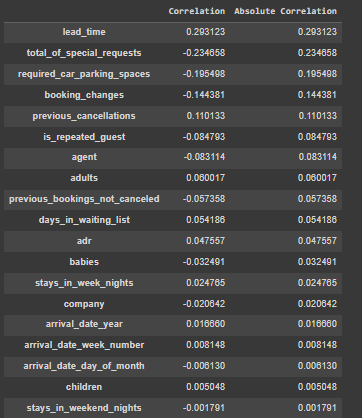 Correlation Absolute Correlation
lead_time 0.293123 0.293123
total_of_special_requests -0.234658 0.234658
required_car_parking_spaces -0.195498 0.195498
booking_changes -0.144381 0.144381
previous_cancellations 0.110133 0.110133
is_repeated_guest -0.084793 0.084793
agent -0.083114 0.083114
adults 0.060017 0.060017
previous_bookings_not_canceled -0.057358 0.057358
days_in_waiting_list 0.054186 0.054186
adr 0.047557 0.047557
babies -0.032491 0.032491
stays_in_week_nights 0.024765 0.024765
company -0.020642 0.020642
arrival_date_year 0.016660 0.016660
arrival_date_week_number 0.008148 0.008148
arrival_date_day_of_month -0.006130 0.006130
children 0.005048 0.005048
stays_in_weekend_nights -0.001791 0.001791